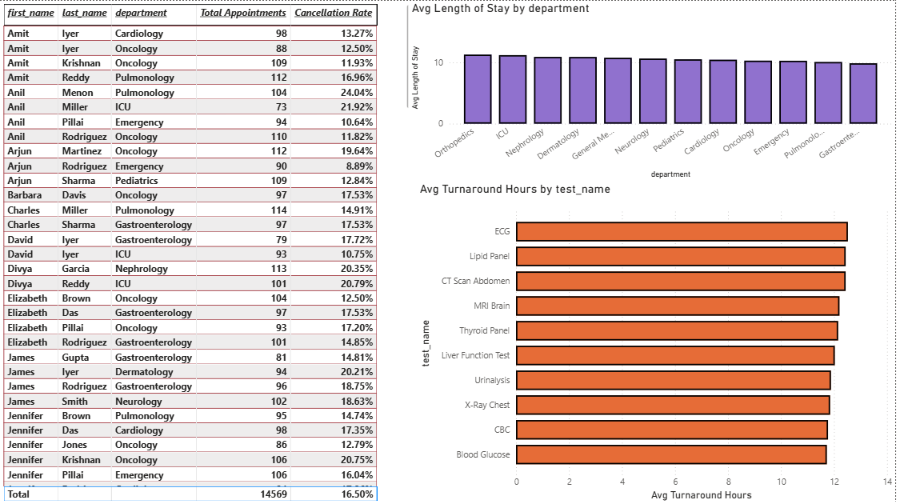 first_name last_name department Total Appointments Cancellation Rate
Amit Iyer Cardiology 98 13.27%
Amit Iyer Oncology 88 12.50%
Amit Krishnan Oncology 109 11.93%
Amit Reddy Pulmonology 112 16.96%
Anil Menon Pulmonology 104 24.04%
Anil Miller ICU 73 21.92%
Anil Pillai Emergency 94 10.64%
Anil Rodriguez Oncology 110 11.82%
Arjun Martinez Oncology 112 19.64%
Arjun Rodriguez Emergency 90 8.89%
Arjun Sharma Pediatrics 109 12.84%
Barbara Davis Oncology 97 17.53%
Charles Miller Pulmonology 114 14.91%
Charles Sharma Gastroenterology 97 17.53%
David Iyer Gastroenterology 79 17.72%
David Iyer ICU 93 10.75%
Divya Garcia Nephrology 113 20.35%
Divya Reddy ICU 101 20.79%
Elizabeth Brown Oncology 104 12.50%
Elizabeth Das Gastroenterology 97 17.53%
Elizabeth Pillai Oncology 93 17.20%
Elizabeth Rodriguez Gastroenterology 101 14.85%
James Gupta Gastroenterology 81 14.81%
James Iyer Dermatology 94 20.21%
James Rodriguez Gastroenterology 96 18.75%
James Smith Neurology 102 18.63%
Jennifer Brown Pulmonology 95 14.74%
Jennifer Das Cardiology 98 17.35%
Jennifer Jones Oncology 86 12.79%
Jennifer Krishnan Oncology 106 20.75%
Jennifer Pillai Emergency 106 16.04%
Total 14569 16.50%
Avg Length of Stay by department
Avg Length of Stay
10
0
Orthopedics ICU Nephrology Dermatology General Me... Neurology Pediatrics Cardiology Oncology Emergency Pulmono... Gastroente...
department
Avg Turnaround Hours by test_name
test_name
ECG
Lipid Panel
CT Scan Abdomen
MRI Brain
Thyroid Panel
Liver Function Test
Urinalysis
X-Ray Chest
CBC
Blood Glucose
0 2 4 6 8 10 12 14
Avg Turnaround Hours